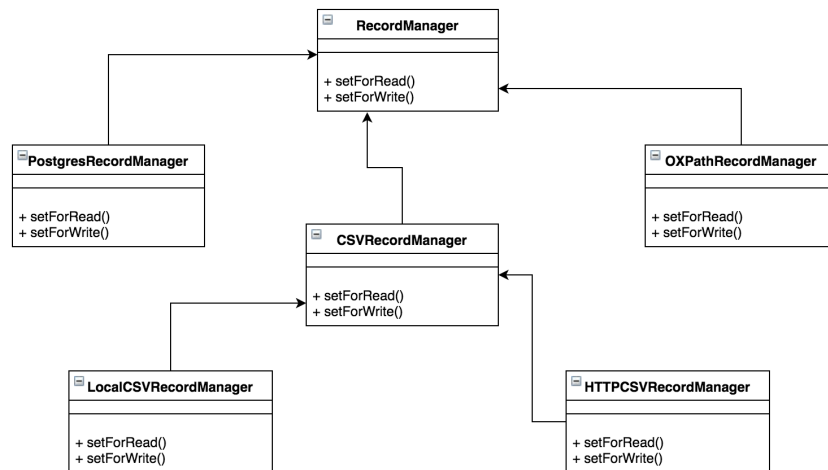 RecordManager
+ setForRead()
+ setForWrite()
PostgresRecordManager
+ setForRead()
+ setForWrite()
OXPathRecordManager
+ setForRead()
+ setForWrite()
CSVRecordManager
+ setForRead()
+ setForWrite()
LocalCSVRecordManager
+ setForRead()
+ setForWrite()
HTTPCSVRecordManager
+ setForRead()
+ setForWrite()